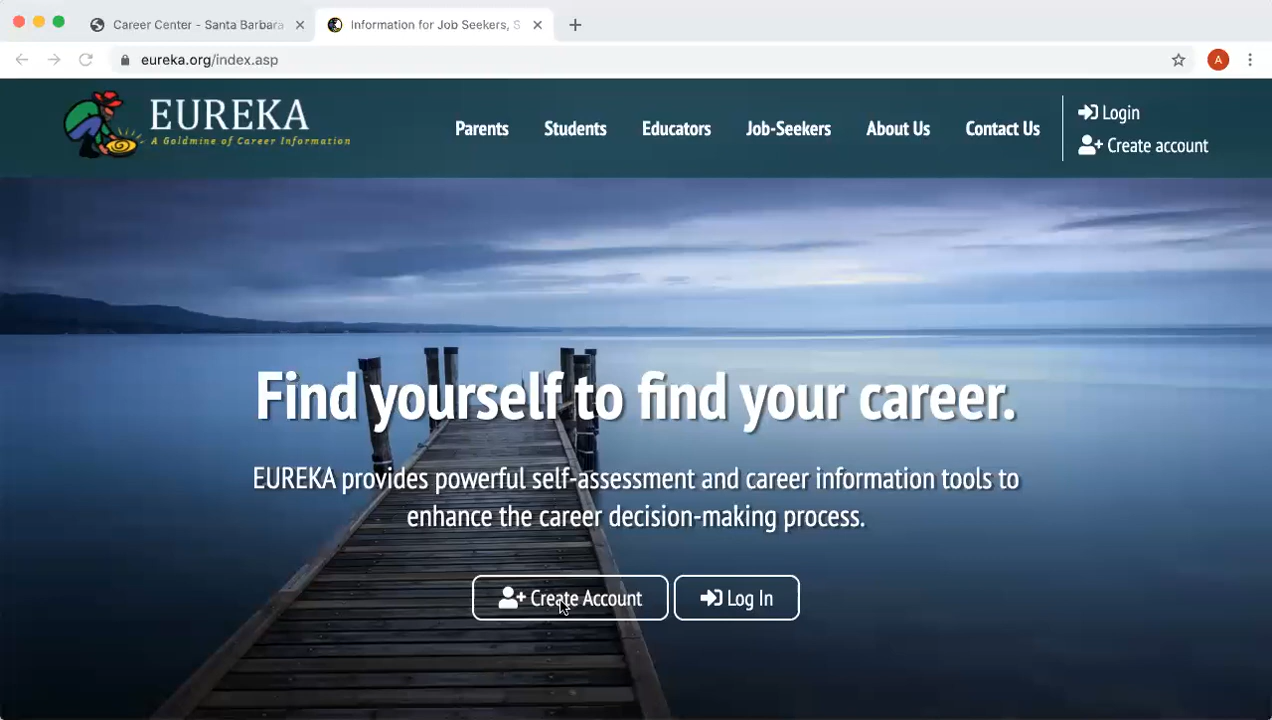 Career Center - Santa Barbara
Information for Job Seekers, S
eureka.org/index.asp
A
EUREKA
A Goldmine of Career Information
Parents
Students
Educators
Job-Seekers
About Us
Contact Us
Login
Create account
Find yourself to find your career.
EUREKA provides powerful self-assessment and career information tools to
enhance the career decision-making process.
Create Account
Log In